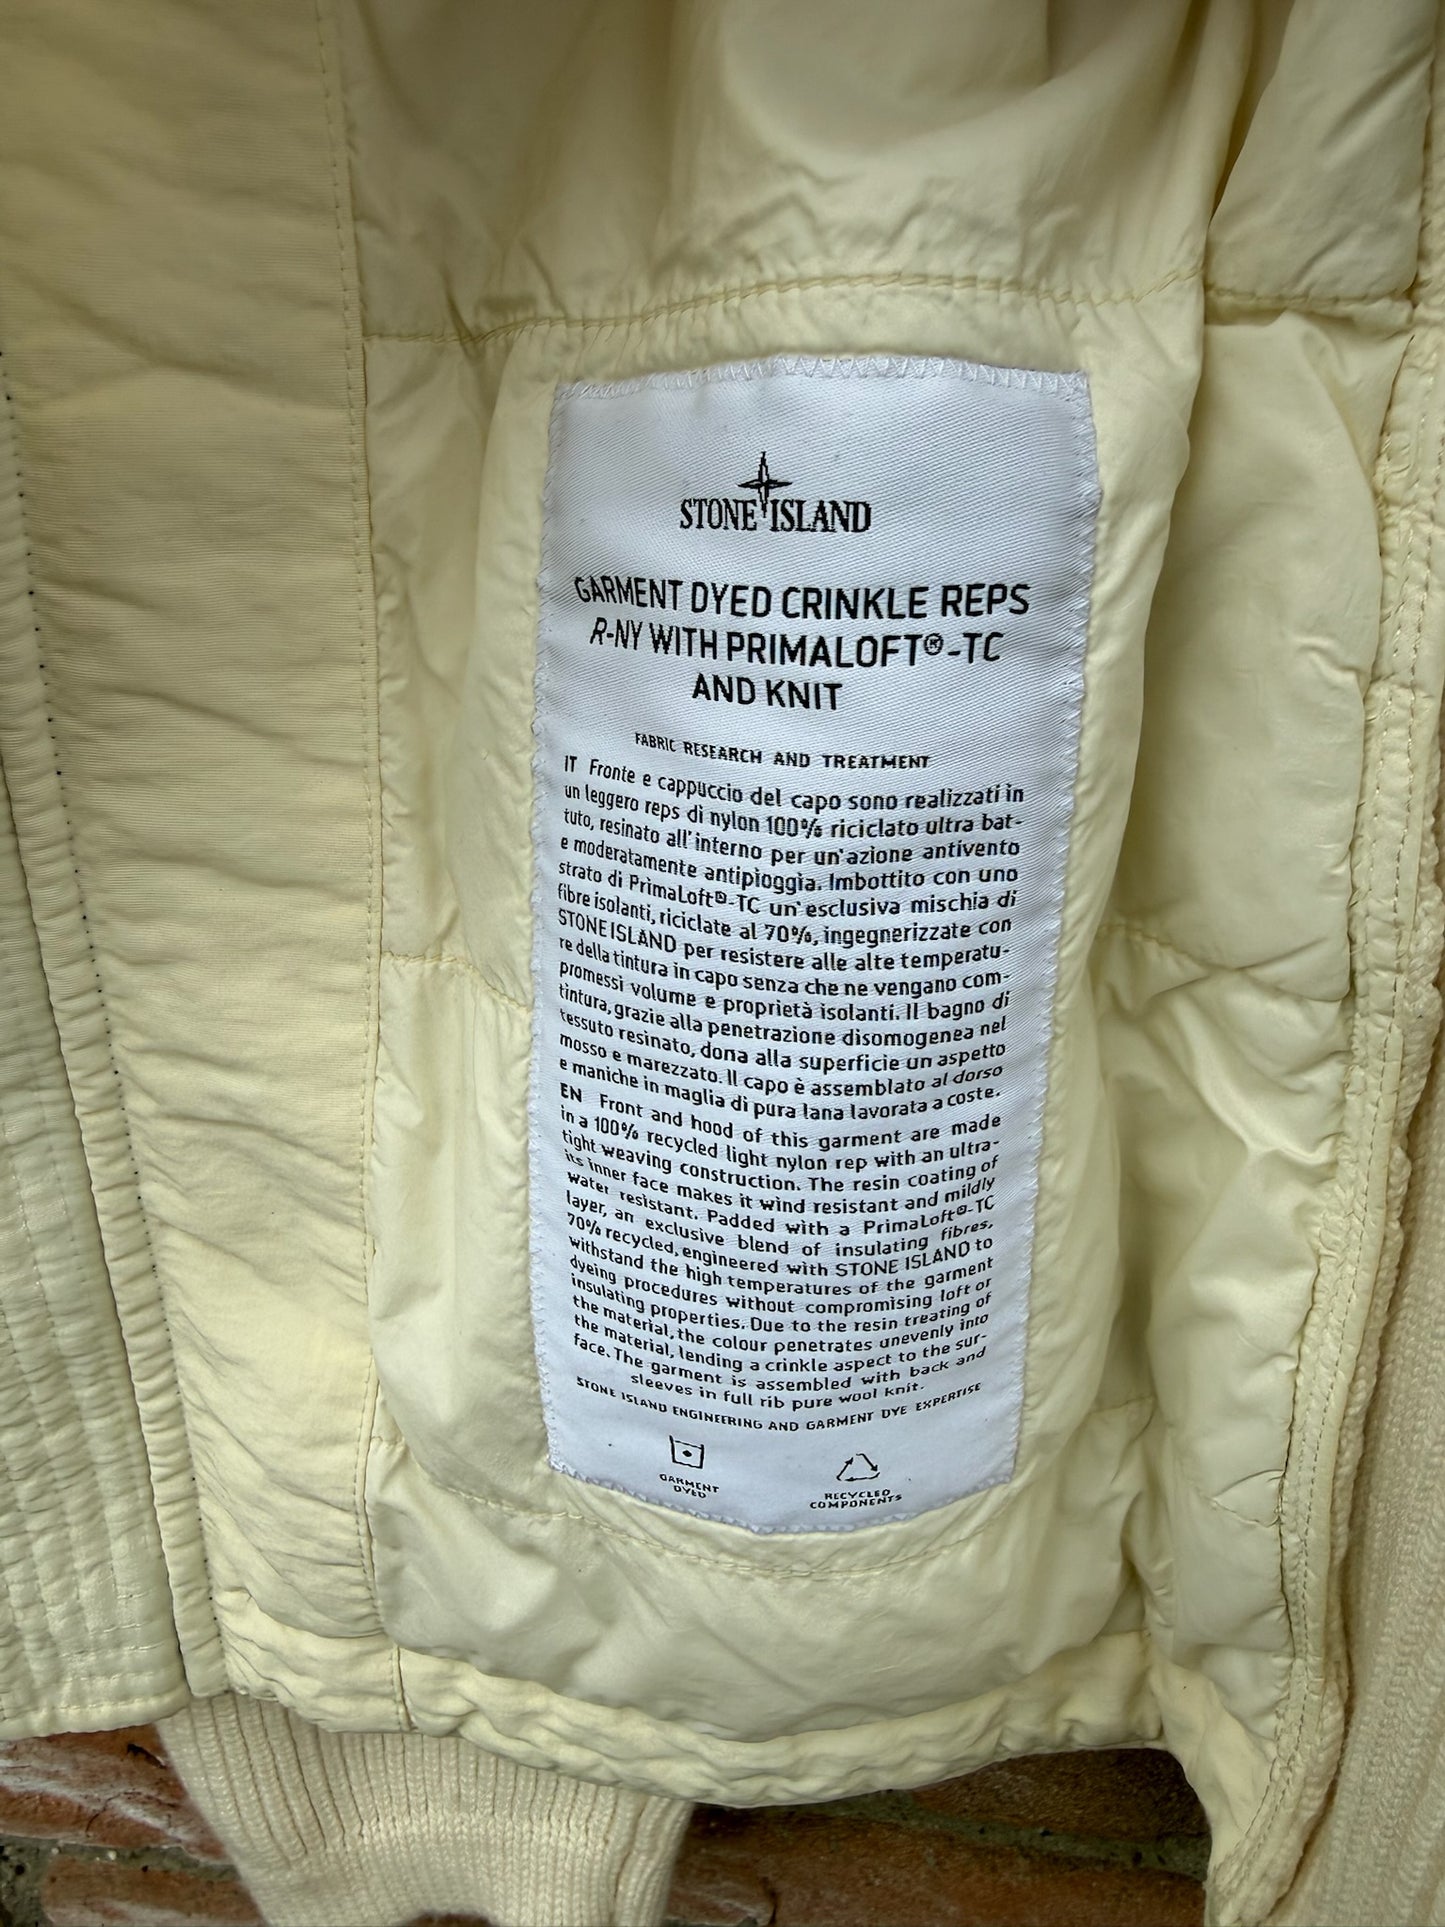 STONE ISLAND
GARMENT DYED CRINKLE REPS
R-NY WITH PRIMALOFT®-TC
AND KNIT
FABRIC RESEARCH AND TREATMENT
IT Fronte e cappuccio del capo sono realizzati in
un leggero reps di nylon 100% riciclato ultra bat-
tuto, resinato all'interno per un'azione antivento
e moderatamente antipioggia. Imbottito con uno
strato di PrimaLoft®-TC un'esclusiva mischia di
fibre isolanti, riciclate al 70%, ingegnerizzate con
STONE ISLAND per resistere alle alte temperatu-
re della tintura in capo senza che ne vengano com-
promessi volume e proprietà isolanti. Il bagno di
tintura, grazie alla penetrazione disomogenea nel
tessuto resinato, dona alla superficie un aspetto
mosso e marezzato. Il capo è assemblato al dorso
e maniche in maglia di pura lana lavorata a coste.
EN Front and hood of this garment are made
in a 100% recycled light nylon rep with an ultra-
tight weaving construction. The resin coating of
its inner face makes it wind resistant and mildly
water resistant. Padded with a PrimaLoft®-TC
layer, an exclusive blend of insulating fibres,
70% recycled, engineered with STONE ISLAND to
withstand the high temperatures of the garment
dyeing procedures without compromising loft or
insulating properties. Due to the resin treating of
the material, the colour penetrates unevenly into
the material, lending a crinkle aspect to the sur-
face. The garment is assembled with back and
sleeves in full rib pure wool knit.
STONE ISLAND ENGINEERING AND GARMENT DYE EXPERTISE
GARMENT
DYED
RECYCLED
COMPONENTS